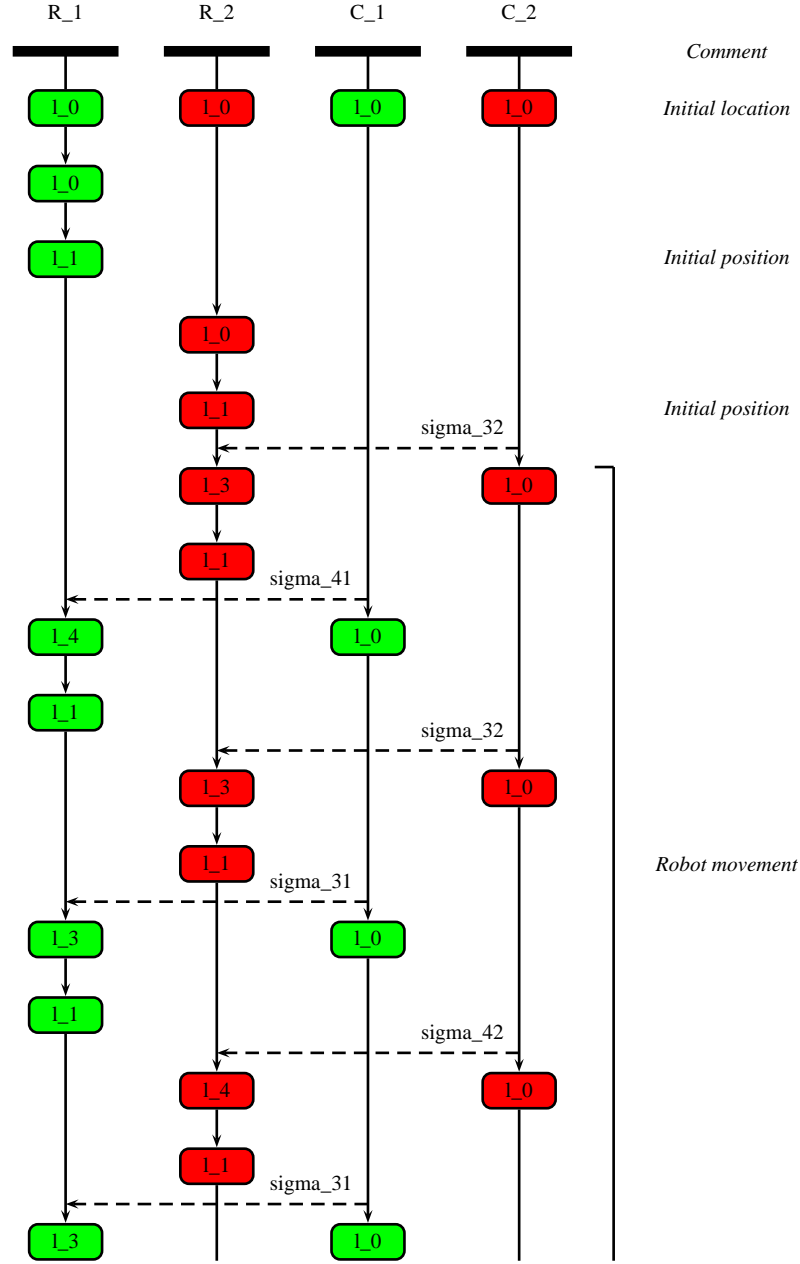 R_1 R_2 C_1 C_2
Comment
l_0 l_0 l_0 l_0 Initial location
l_0
l_1 Initial position
l_0
l_1 Initial position
sigma_32
l_3 l_0
l_1
sigma_41
l_4 l_0
l_1
sigma_32
l_3 l_0
l_1 Robot movement
sigma_31
l_3 l_0
l_1
sigma_42
l_4 l_0
l_1
sigma_31
l_3 l_0